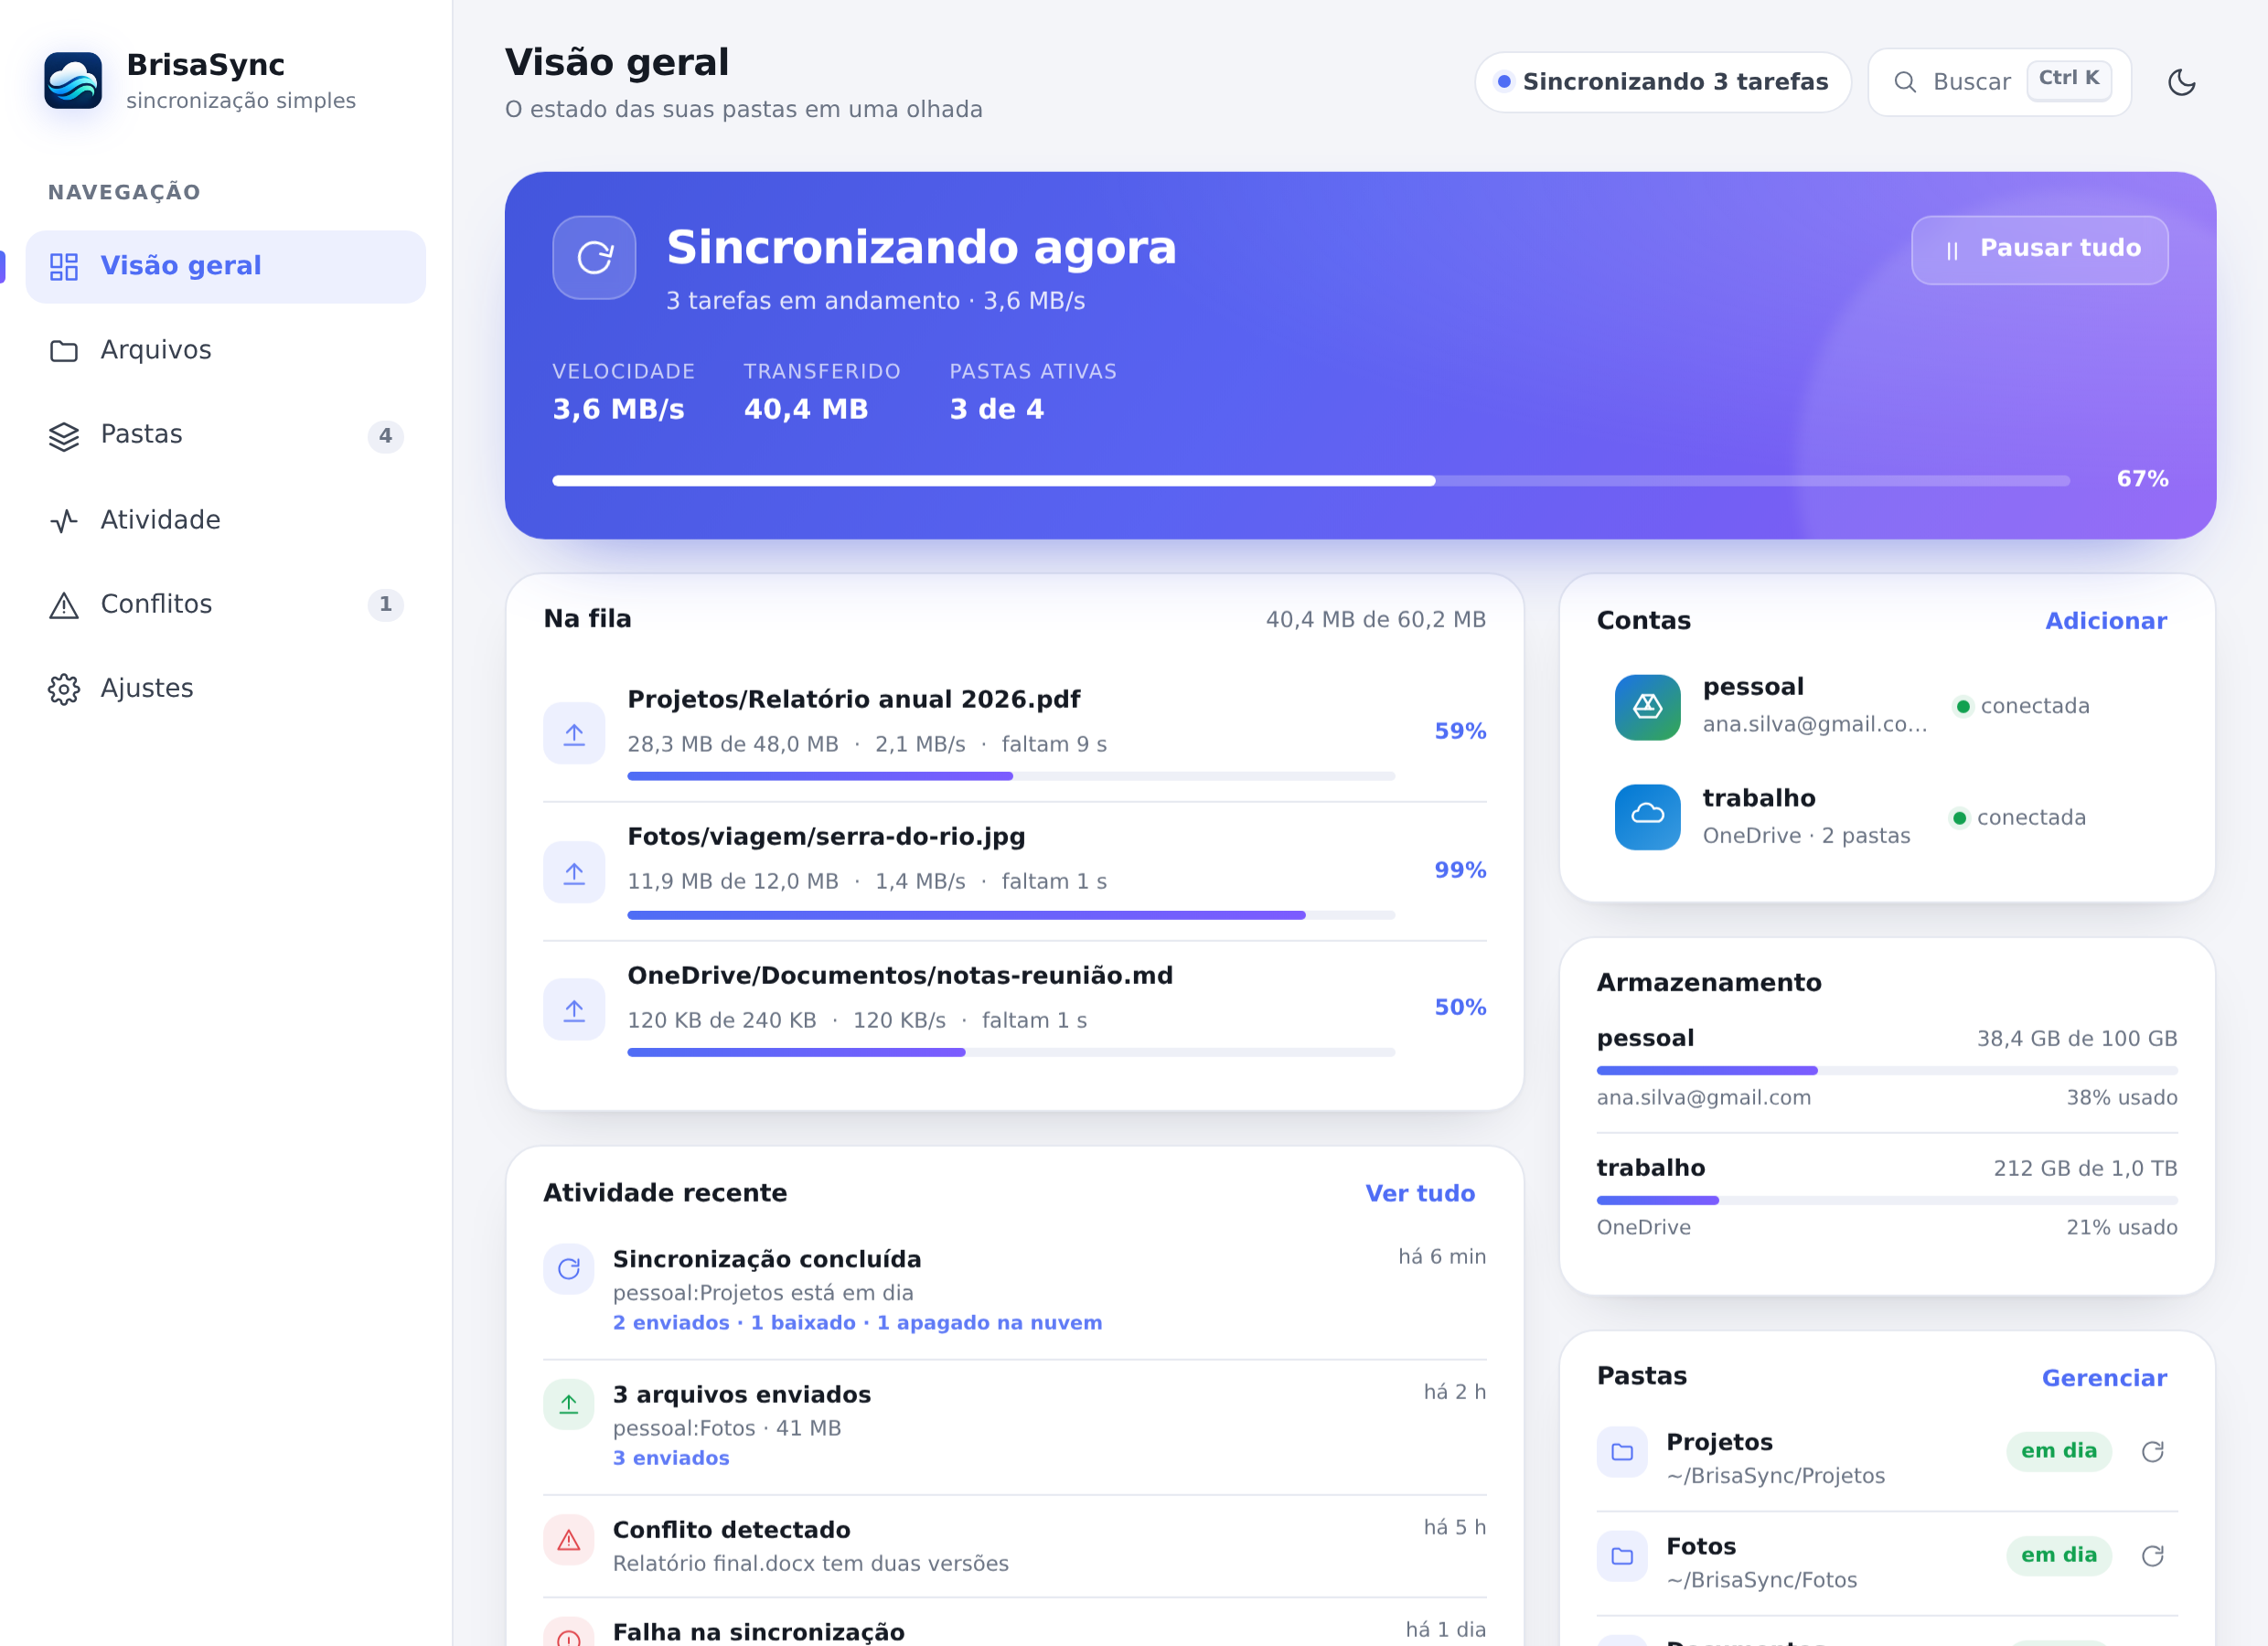 BrisaSync
sincronização simples
NAVEGAÇÃO
Visão geral
Arquivos
Pastas
4
Atividade
Conflitos
1
Ajustes
Visão geral
O estado das suas pastas em uma olhada
Sincronizando 3 tarefas
Buscar
Ctrl K
Sincronizando agora
3 tarefas em andamento · 3,6 MB/s
Pausar tudo
VELOCIDADE
3,6 MB/s
TRANSFERIDO
40,4 MB
PASTAS ATIVAS
3 de 4
67%
Na fila
40,4 MB de 60,2 MB
Projetos/Relatório anual 2026.pdf
28,3 MB de 48,0 MB · 2,1 MB/s · faltam 9 s
59%
Fotos/viagem/serra-do-rio.jpg
11,9 MB de 12,0 MB · 1,4 MB/s · faltam 1 s
99%
OneDrive/Documentos/notas-reunião.md
120 KB de 240 KB · 120 KB/s · faltam 1 s
50%
Atividade recente
Ver tudo
Sincronização concluída
há 6 min
pessoal:Projetos está em dia
2 enviados · 1 baixado · 1 apagado na nuvem
3 arquivos enviados
há 2 h
pessoal:Fotos · 41 MB
3 enviados
Conflito detectado
há 5 h
Relatório final.docx tem duas versões
Falha na sincronização
há 1 dia
Contas
Adicionar
pessoal
ana.silva@gmail.co…
conectada
trabalho
OneDrive · 2 pastas
conectada
Armazenamento
pessoal
38,4 GB de 100 GB
ana.silva@gmail.com
38% usado
trabalho
212 GB de 1,0 TB
OneDrive
21% usado
Pastas
Gerenciar
Projetos
~/BrisaSync/Projetos
em dia
Fotos
~/BrisaSync/Fotos
em dia